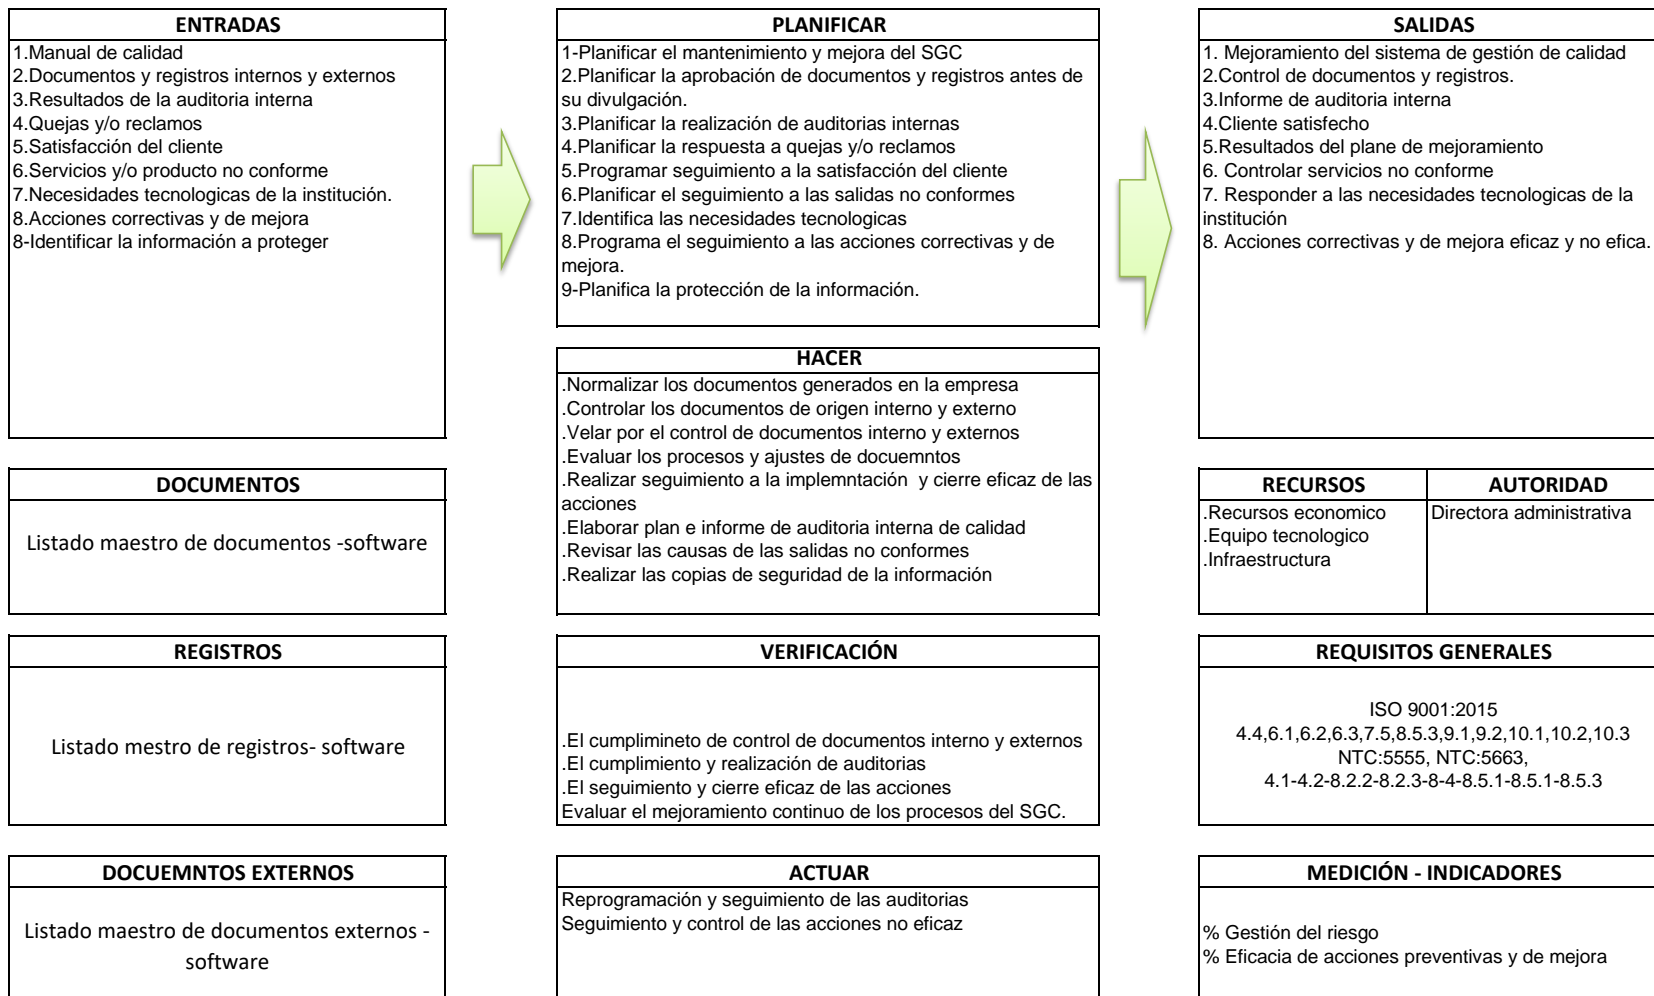 ENTRADAS
1.Manual de calidad
2.Documentos y registros internos y externos
3.Resultados de la auditoria interna
4.Quejas y/o reclamos
5.Satisfacción del cliente
6.Servicios y/o producto no conforme
7.Necesidades tecnologicas de la institución.
8.Acciones correctivas y de mejora
8-Identificar la información a proteger
PLANIFICAR
1-Planificar el mantenimiento y mejora del SGC
2.Planificar la aprobación de documentos y registros antes de
su divulgación.
3.Planificar la realización de auditorias internas
4.Planificar la respuesta a quejas y/o reclamos
5.Programar seguimiento a la satisfacción del cliente
6.Planificar el seguimiento a las salidas no conformes
7.Identifica las necesidades tecnologicas
8.Programa el seguimiento a las acciones correctivas y de
mejora.
9-Planifica la protección de la información.
SALIDAS
1. Mejoramiento del sistema de gestión de calidad
2.Control de documentos y registros.
3.Informe de auditoria interna
4.Cliente satisfecho
5.Resultados del plane de mejoramiento
6. Controlar servicios no conforme
7. Responder a las necesidades tecnologicas de la
institución
8. Acciones correctivas y de mejora eficaz y no efica.
HACER
.Normalizar los documentos generados en la empresa
.Controlar los documentos de origen interno y externo
.Velar por el control de documentos interno y externos
.Evaluar los procesos y ajustes de docuemntos
.Realizar seguimiento a la implemntación  y cierre eficaz de las
acciones
.Elaborar plan e informe de auditoria interna de calidad
.Revisar las causas de las salidas no conformes
.Realizar las copias de seguridad de la información
DOCUMENTOS
Listado maestro de documentos -software
RECURSOS
.Recursos economico
.Equipo tecnologico
.Infraestructura
AUTORIDAD
Directora administrativa
REGISTROS
Listado mestro de registros- software
VERIFICACIÓN
.El cumplimineto de control de documentos interno y externos
.El cumplimiento y realización de auditorias
.El seguimiento y cierre eficaz de las acciones
Evaluar el mejoramiento continuo de los procesos del SGC.
REQUISITOS GENERALES
ISO 9001:2015
4.4,6.1,6.2,6.3,7.5,8.5.3,9.1,9.2,10.1,10.2,10.3
NTC:5555, NTC:5663,
4.1-4.2-8.2.2-8.2.3-8-4-8.5.1-8.5.1-8.5.3
DOCUEMNTOS EXTERNOS
Listado maestro de documentos externos -
software
ACTUAR
Reprogramación y seguimiento de las auditorias
Seguimiento y control de las acciones no eficaz
MEDICIÓN - INDICADORES
% Gestión del riesgo
% Eficacia de acciones preventivas y de mejora